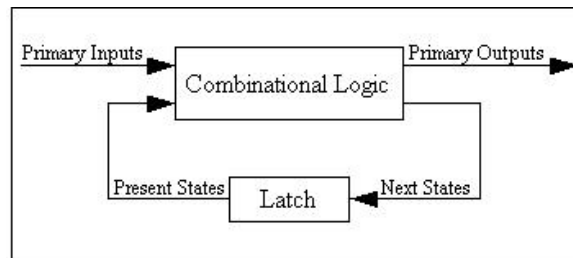 Primary Inputs
Primary Outputs
Combinational Logic
Present States
Next States
Latch